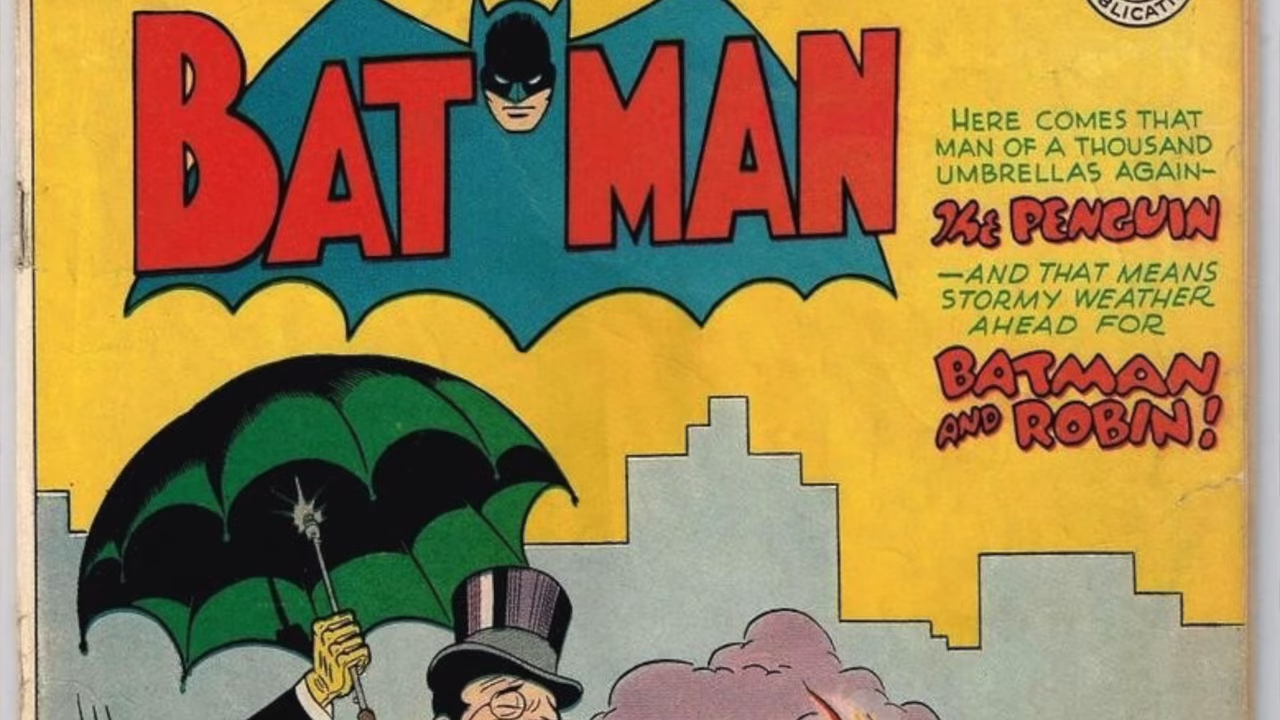 BATMAN
HERE COMES THAT
MAN OF A THOUSAND
UMBRELLAS AGAIN—
THE PENGUIN
—AND THAT MEANS
STORMY WEATHER
AHEAD FOR
BATMAN
AND ROBIN!